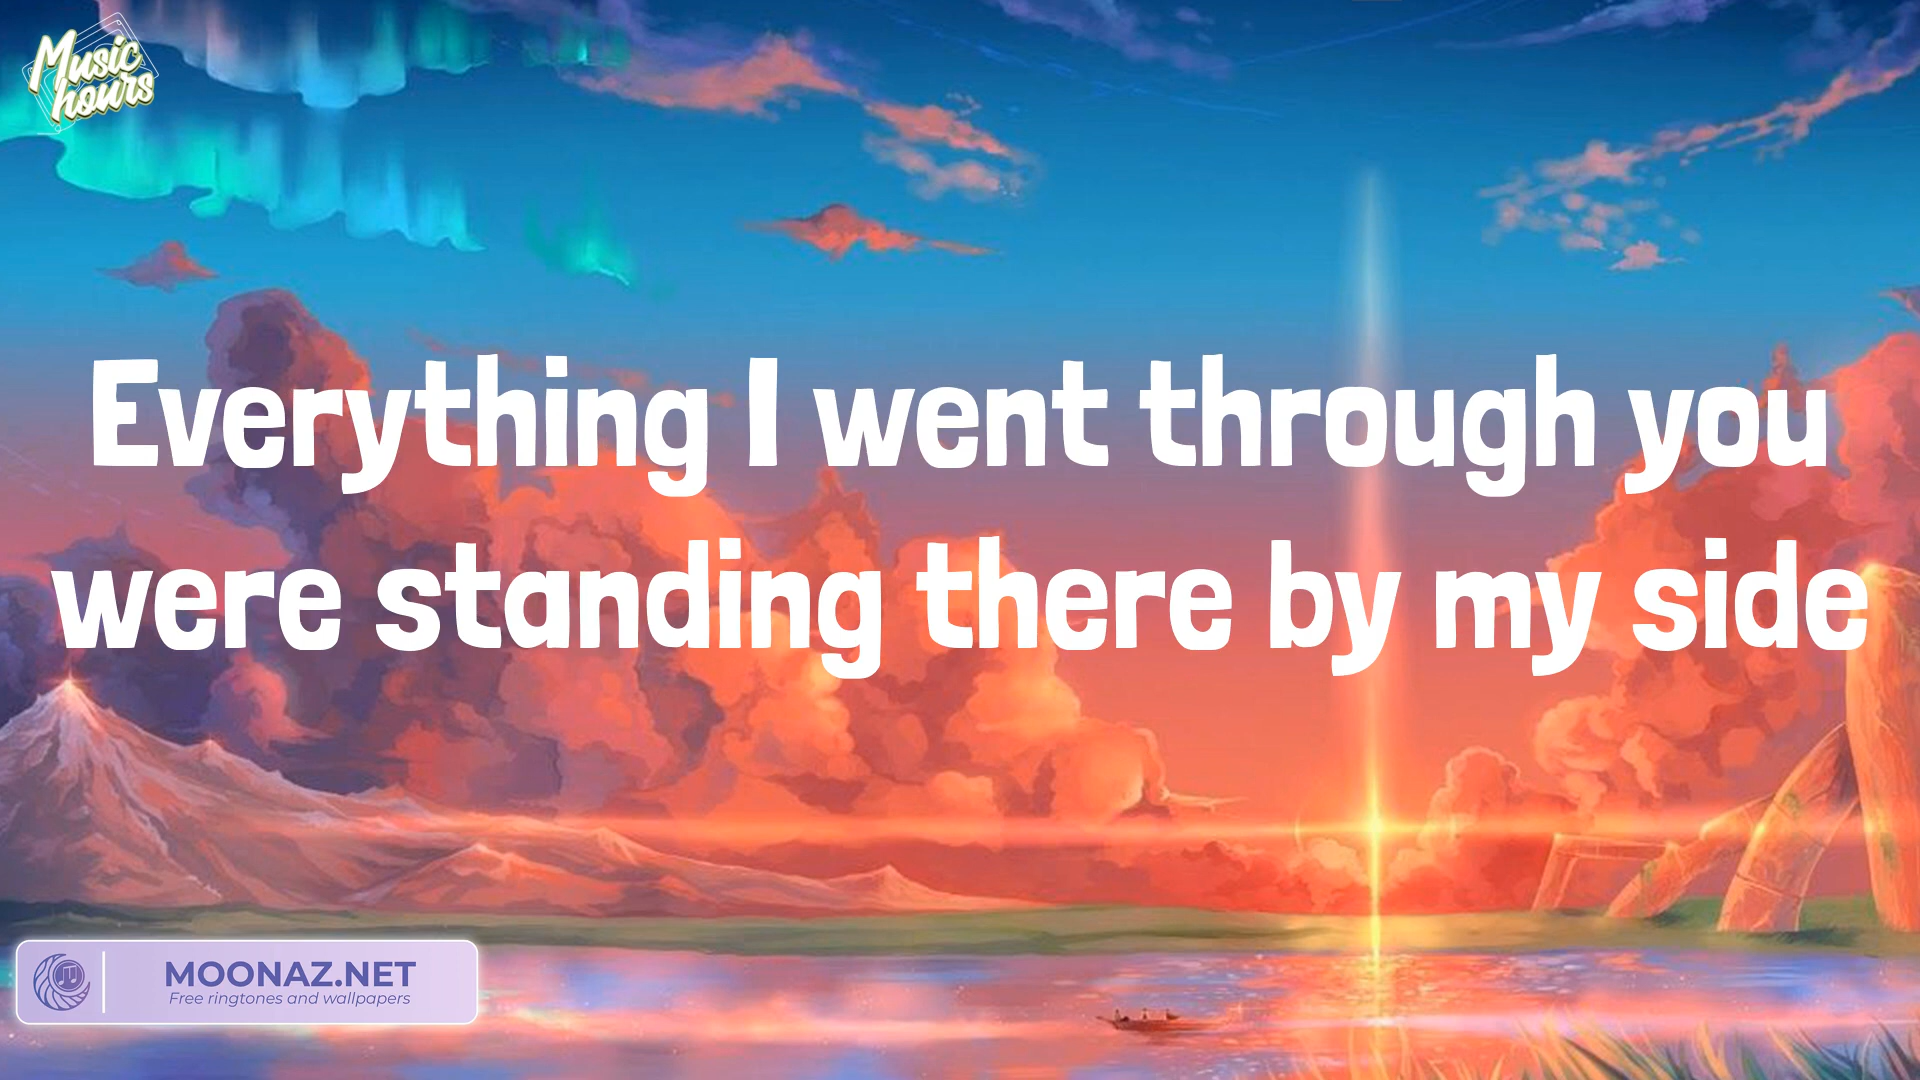 Music
hours
Everything I went through you
were standing there by my side
MOONAZ.NET
Free ringtones and wallpapers